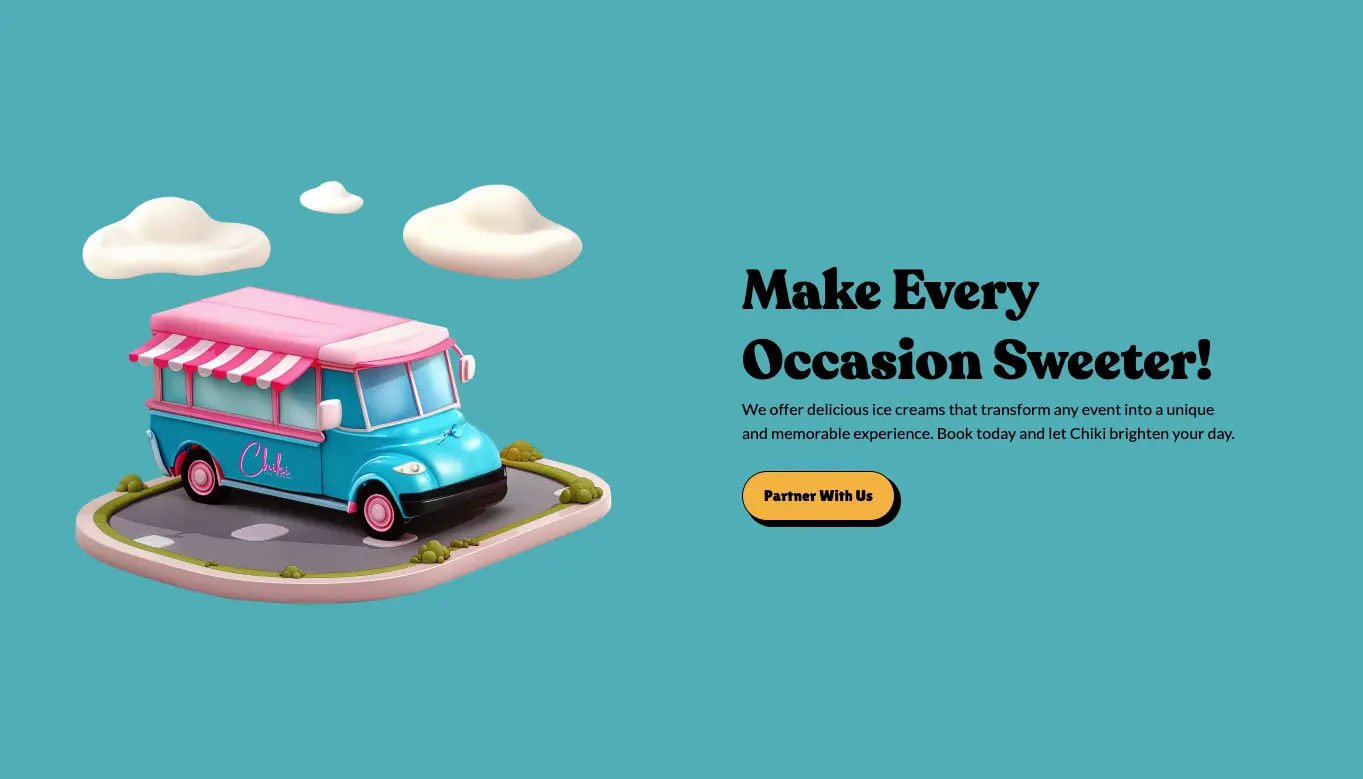 Make Every
Occasion Sweeter!
We offer delicious ice creams that transform any event into a unique
and memorable experience. Book today and let Chiki brighten your day.
Chiki
Partner With Us